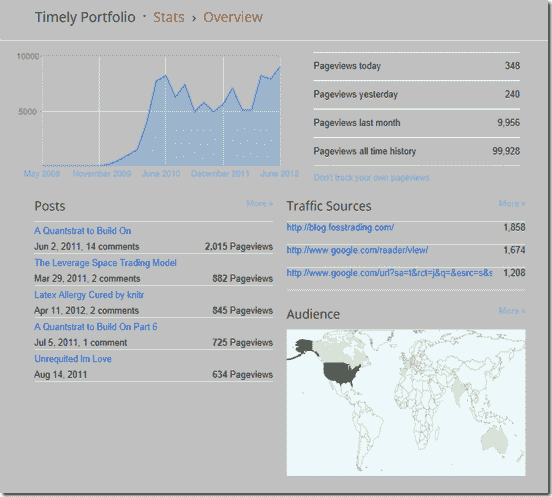 Timely Portfolio · Stats › Overview
10000
5000
May 2008 November 2009 June 2010 December 2011 June 2012
Pageviews today 348
Pageviews yesterday 240
Pageviews last month 9,956
Pageviews all time history 99,928
Don't track your own pageviews
Posts More »
A Quantstrat to Build On
Jun 2, 2011, 14 comments 2,015 Pageviews
The Leverage Space Trading Model
Mar 29, 2011, 2 comments 882 Pageviews
Latex Allergy Cured by knitr
Apr 11, 2012, 2 comments 845 Pageviews
A Quantstrat to Build On Part 6
Jul 5, 2011, 1 comment 725 Pageviews
Unrequited lm Love
Aug 14, 2011 634 Pageviews
Traffic Sources More »
http://blog.fosstrading.com/ 1,858
http://www.google.com/reader/view/ 1,674
http://www.google.com/url?sa=t&rct=j&q=&esrc=s&s 1,208
Audience More »